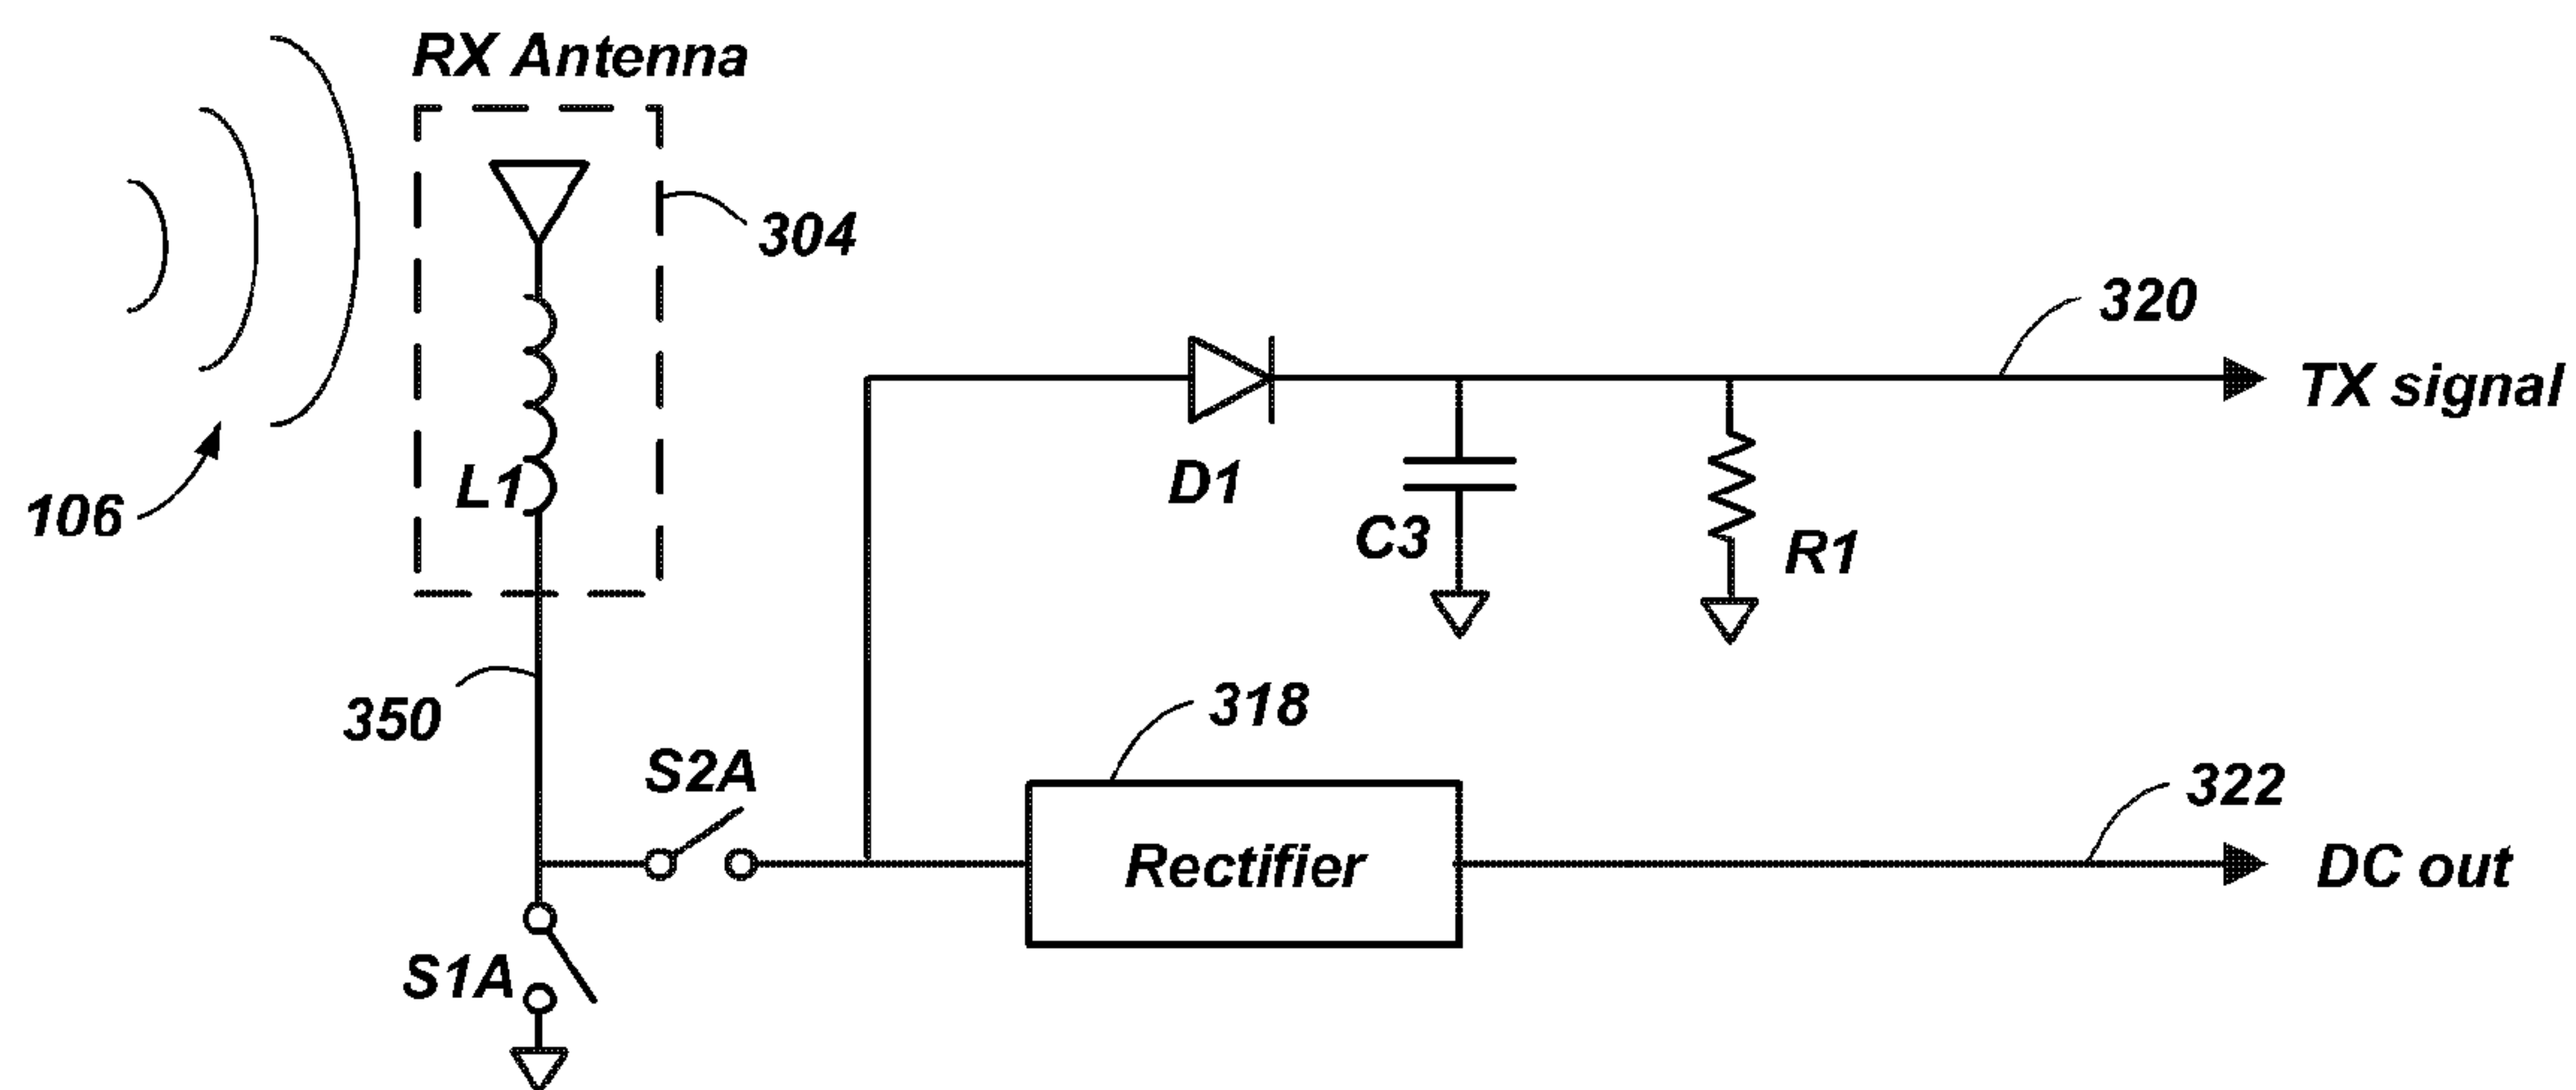 RX Antenna
304
320
TX signal
L1
D1
106
C3
R1
350
318
S2A
322
Rectifier
DC out
S1A